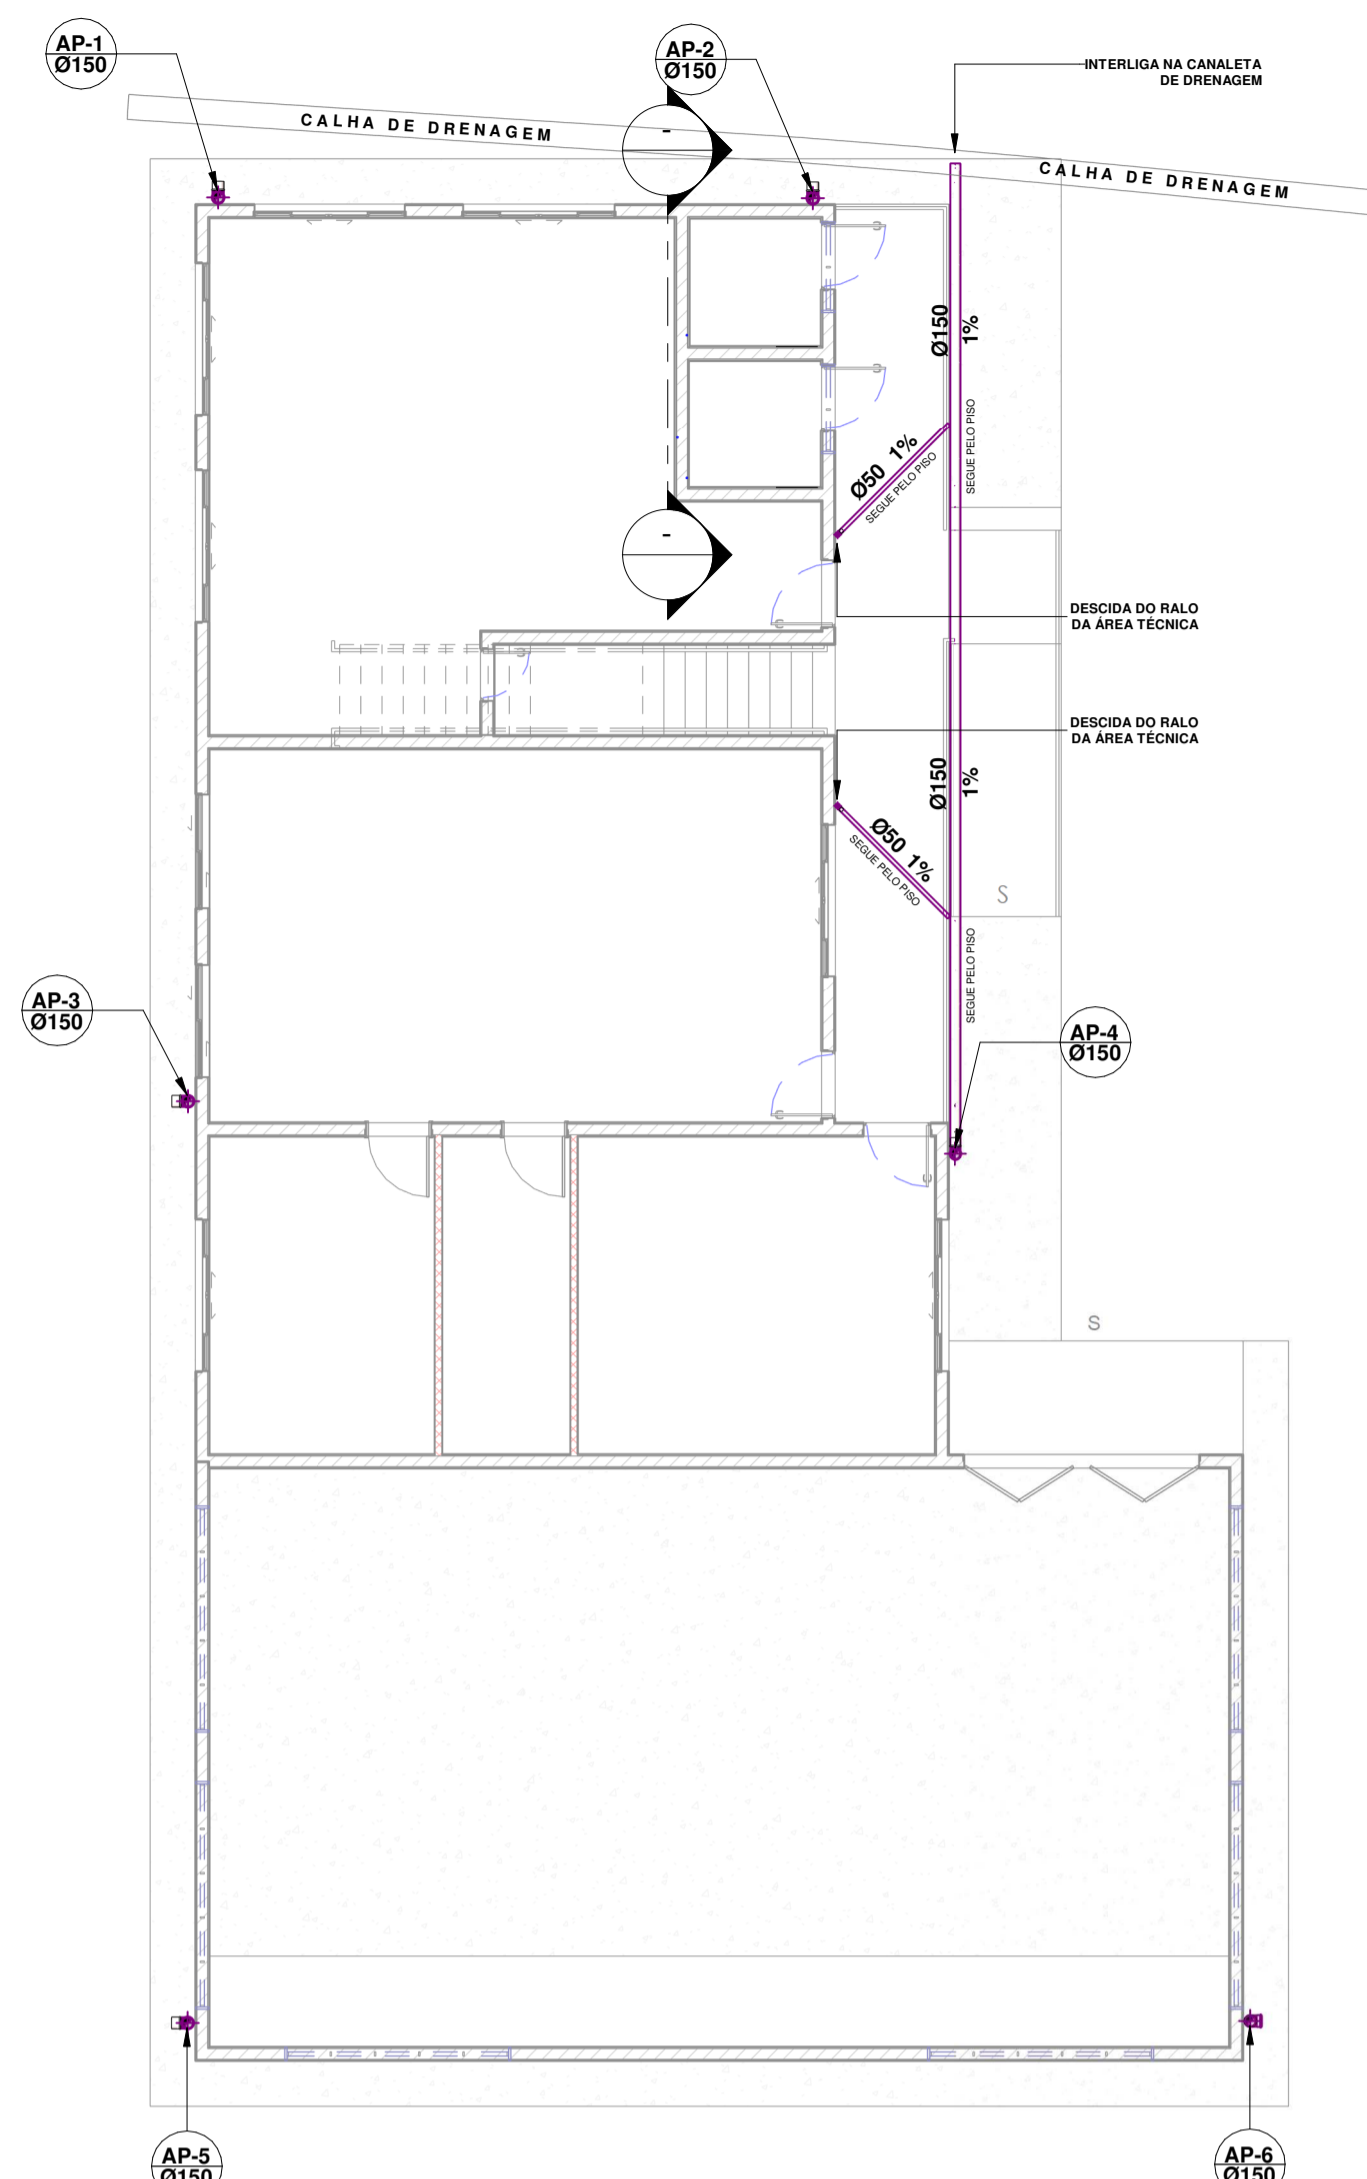 AP-1
Ø150
AP-2
Ø150
INTERLIGA NA CANALETA
DE DRENAGEM
CALHA DE DRENAGEM
-
CALHA DE DRENAGEM
Ø150
1%
SEGUE PELO PISO
Ø50 1%
SEGUE PELO PISO
-
DESCIDA DO RALO
DA ÁREA TÉCNICA
DESCIDA DO RALO
DA ÁREA TÉCNICA
Ø150
1%
Ø50 1%
SEGUE PELO PISO
S
SEGUE PELO PISO
AP-3
Ø150
AP-4
Ø150
S
AP-5
Ø150
AP-6
Ø150